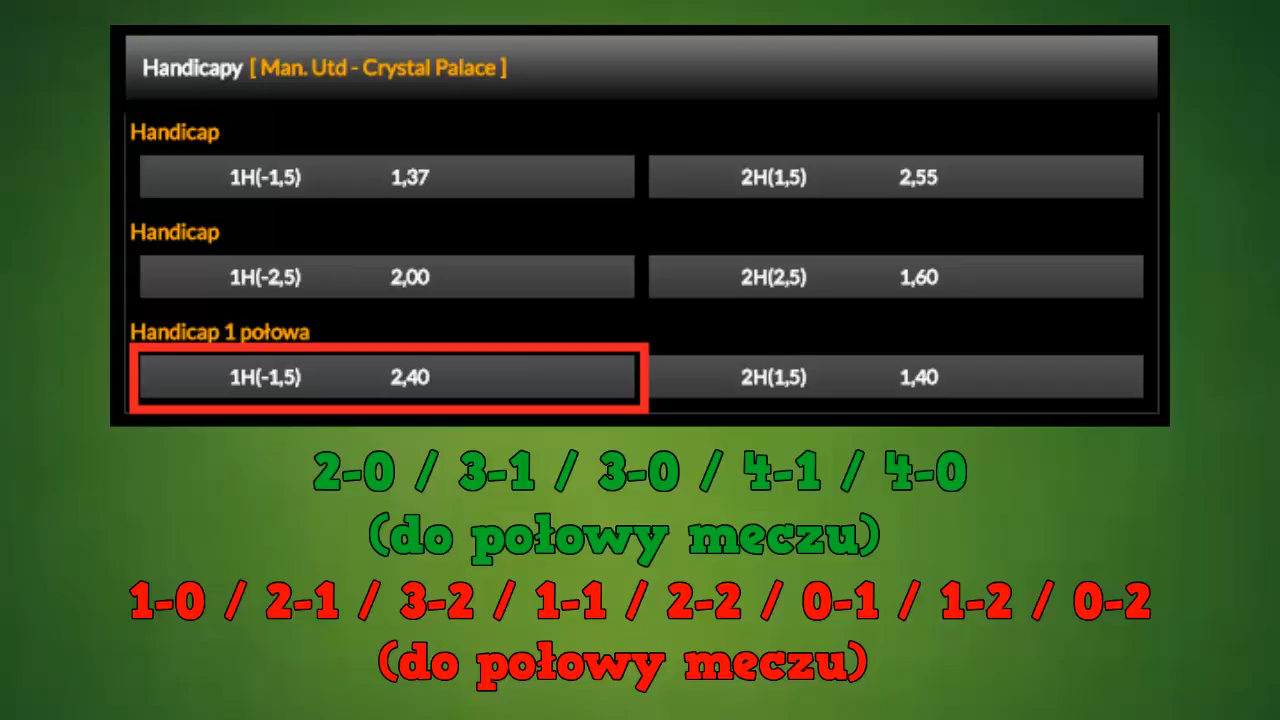 Handicapy [ Man. Utd - Crystal Palace ]
Handicap
1H(-1,5) 1,37 2H(1,5) 2,55
Handicap
1H(-2,5) 2,00 2H(2,5) 1,60
Handicap 1 połowa
1H(-1,5) 2,40 2H(1,5) 1,40
2-0 / 3-1 / 3-0 / 4-1 / 4-0
(do połowy meczu)
1-0 / 2-1 / 3-2 / 1-1 / 2-2 / 0-1 / 1-2 / 0-2
(do połowy meczu)